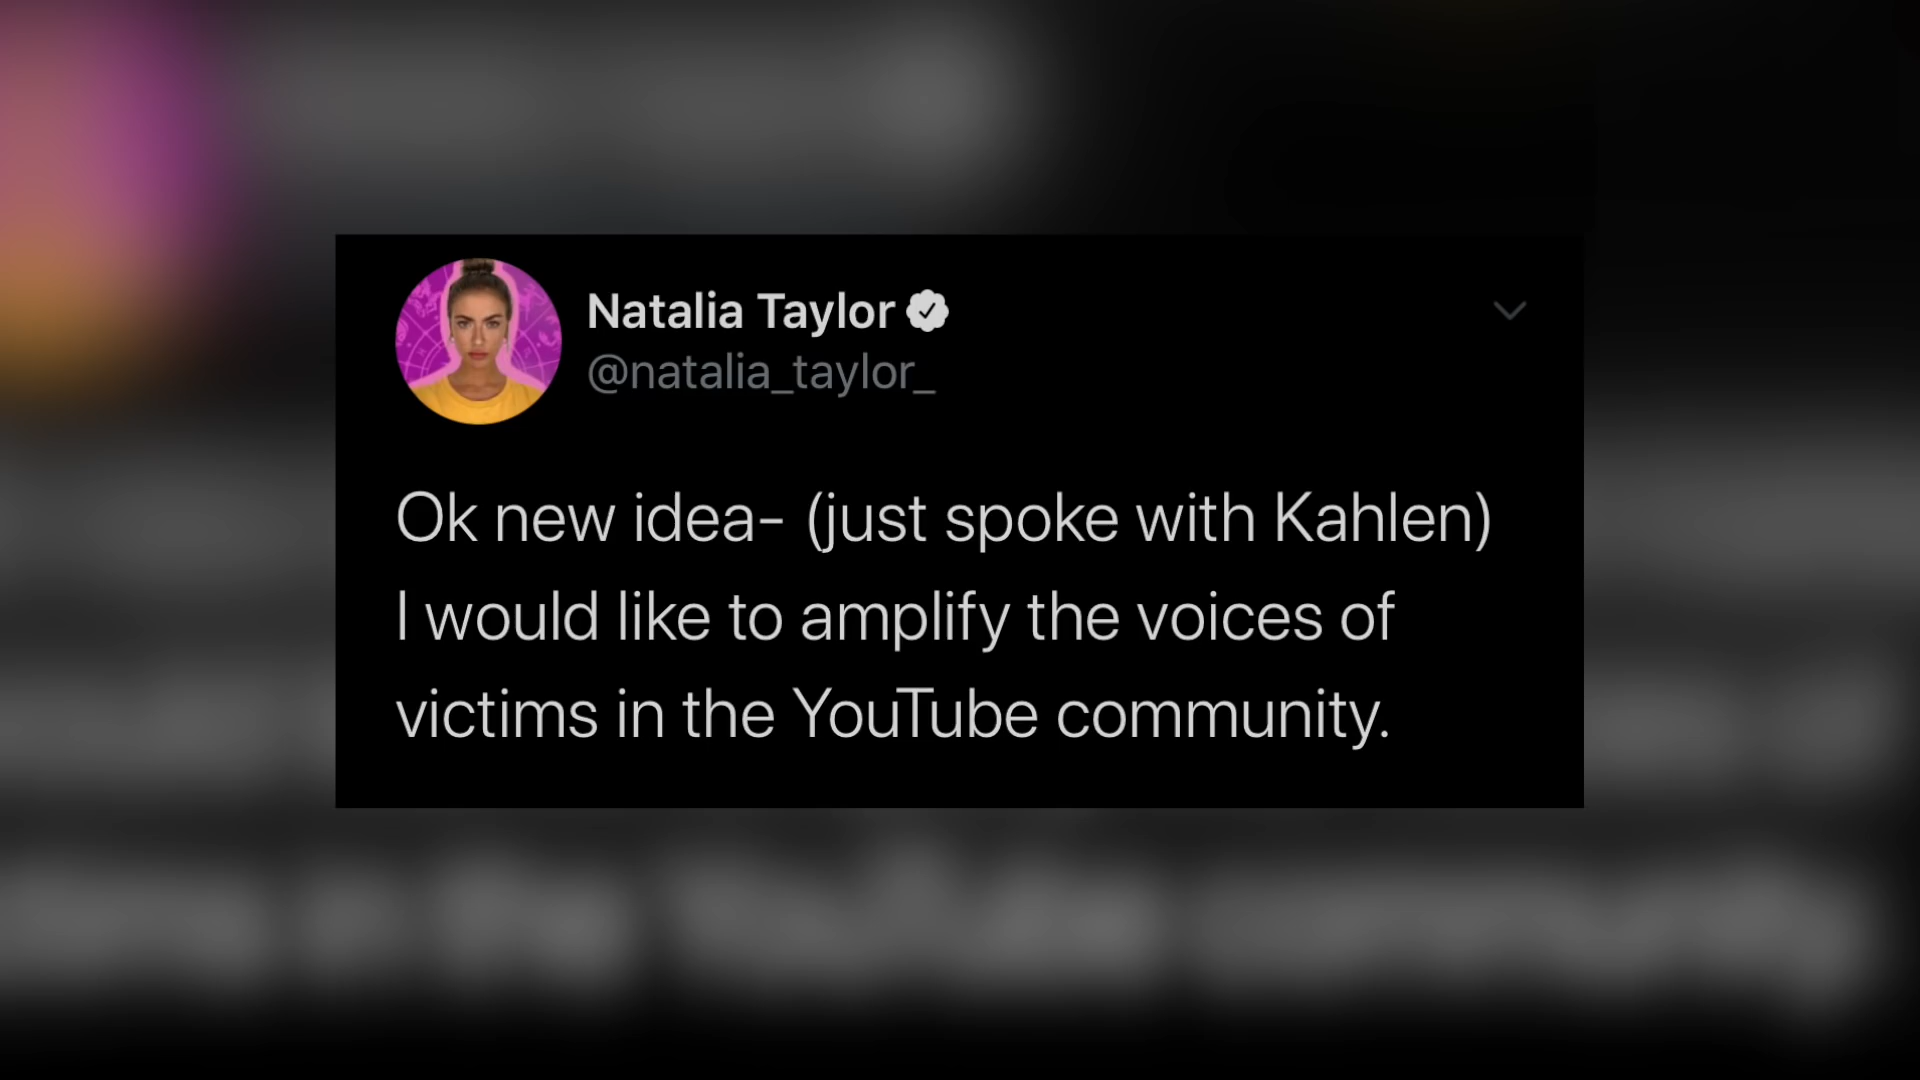 Natalia Taylor
@natalia_taylor_
Ok new idea- (just spoke with Kahlen)
I would like to amplify the voices of
victims in the YouTube community.